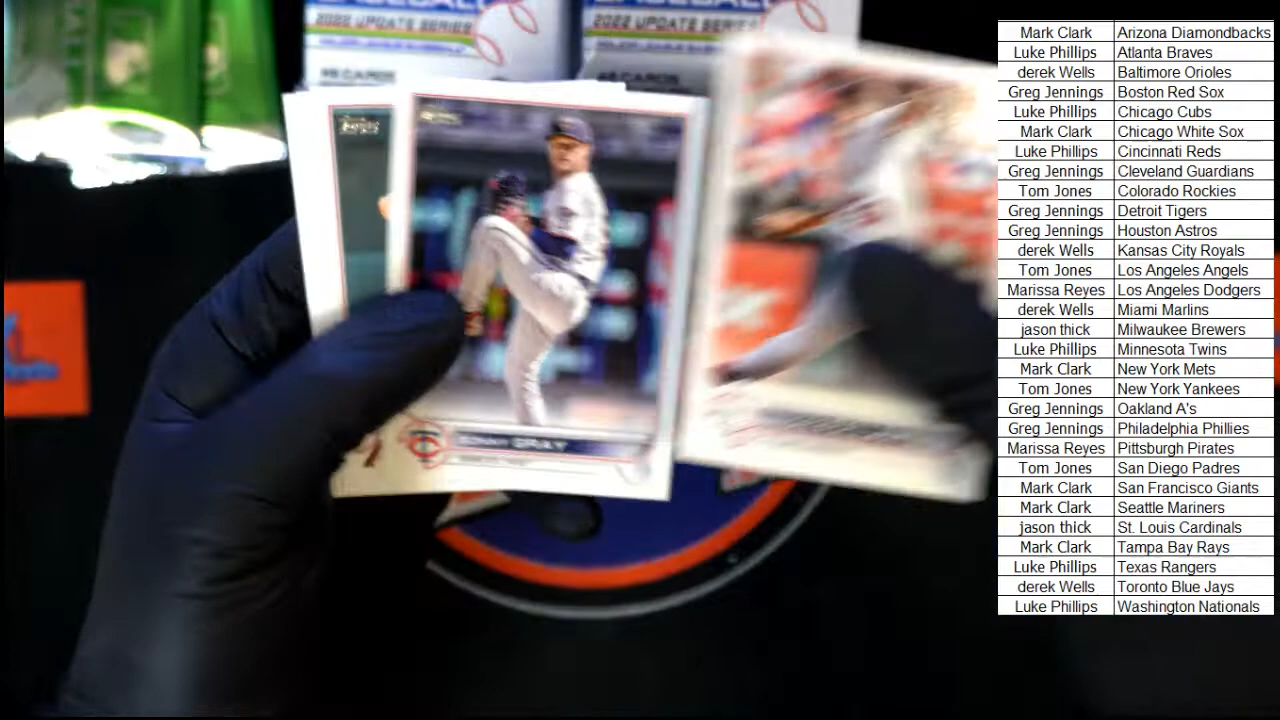 2022 UPDATE SERIES
2022 UPDATE SERIES
Topps
SONNY GRAY
Mark Clark Arizona Diamondbacks
Luke Phillips Atlanta Braves
derek Wells Baltimore Orioles
Greg Jennings Boston Red Sox
Luke Phillips Chicago Cubs
Mark Clark Chicago White Sox
Luke Phillips Cincinnati Reds
Greg Jennings Cleveland Guardians
Tom Jones Colorado Rockies
Greg Jennings Detroit Tigers
Greg Jennings Houston Astros
derek Wells Kansas City Royals
Tom Jones Los Angeles Angels
Marissa Reyes Los Angeles Dodgers
derek Wells Miami Marlins
jason thick Milwaukee Brewers
Luke Phillips Minnesota Twins
Mark Clark New York Mets
Tom Jones New York Yankees
Greg Jennings Oakland A's
Greg Jennings Philadelphia Phillies
Marissa Reyes Pittsburgh Pirates
Tom Jones San Diego Padres
Mark Clark San Francisco Giants
Mark Clark Seattle Mariners
jason thick St. Louis Cardinals
Mark Clark Tampa Bay Rays
Luke Phillips Texas Rangers
derek Wells Toronto Blue Jays
Luke Phillips Washington Nationals